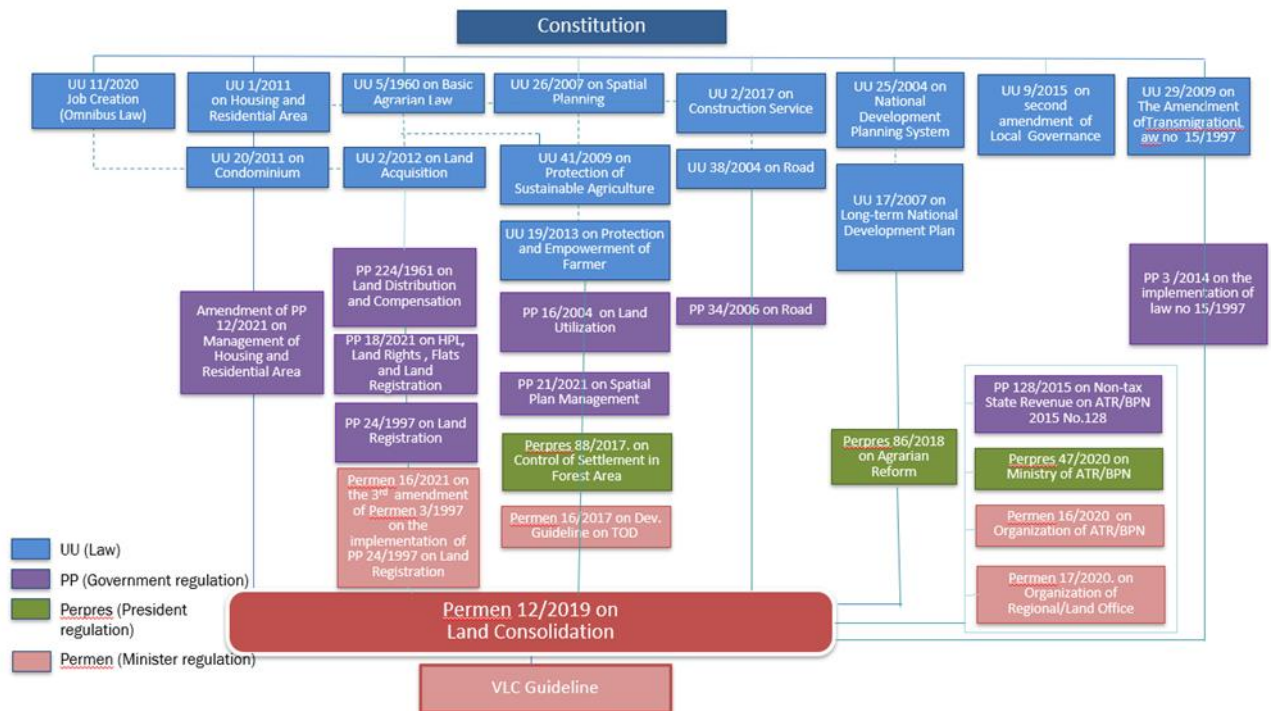 Constitution
UU 11/2020
Job Creation
(Omnibus Law)
UU 1/2011
on Housing and
Residential Area
UU 5/1960 on Basic
Agrarian Law
UU 26/2007 on Spatial
Planning
UU 2/2017 on
Construction Service
UU 25/2004 on
National
Development
Planning System
UU 9/2015 on
second
amendment of
Local Governance
UU 29/2009 on
The Amendment
ofTransmigrationL
aw no 15/1997
UU 20/2011 on
Condominium
UU 2/2012 on Land
Acquisition
UU 41/2009 on
Protection of
Sustainable Agriculture
UU 38/2004 on Road
UU 17/2007 on
Long-term National
Development Plan
UU 19/2013 on Protection
and Empowerment of
Farmer
PP 224/1961 on
Land Distribution
and Compensation
PP 3 /2014 on the
implementation of
law no 15/1997
Amendment of PP
12/2021 on
Management of
Housing and
Residential Area
PP 16/2004 on Land
Utilization
PP 34/2006 on Road
PP 18/2021 on HPL,
Land Rights , Flats
and Land
Registration
PP 21/2021 on Spatial
Plan Management
PP 128/2015 on Non-tax
State Revenue on ATR/BPN
2015 No.128
PP 24/1997 on Land
Registration
Perpres 88/2017. on
Control of Settlement in
Forest Area
Perpres 86/2018
on Agrarian
Reform
Perpres 47/2020 on
Ministry of ATR/BPN
Permen 16/2021 on
the 3rd amendment
of Permen 3/1997
on the
implementation of
PP 24/1997 on Land
Registration
Permen 16/2017 on Dev.
Guideline on TOD
Permen 16/2020 on
Organization of ATR/BPN
Permen 17/2020. on
Organization of
Regional/Land Office
UU (Law)
PP (Government regulation)
Perpres (President
regulation)
Permen (Minister regulation)
Permen 12/2019 on
Land Consolidation
VLC Guideline